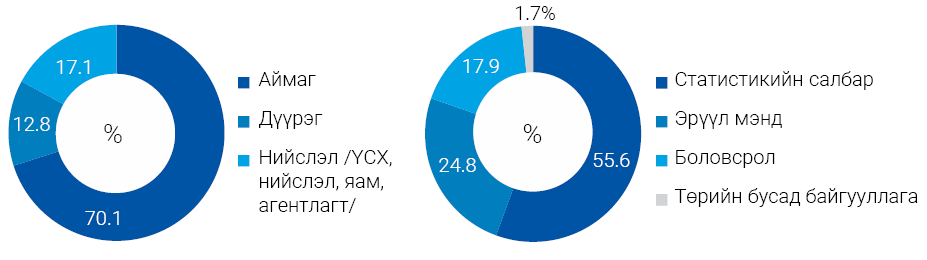 17.1
12.8
%
70.1
Аймаг
Дүүрэг
Нийслэл /ҮСХ,
нийслэл, яам,
агентлагт/
1.7%
17.9
24.8
%
55.6
Статистикийн салбар
Эрүүл мэнд
Боловсрол
Төрийн бусад байгууллага